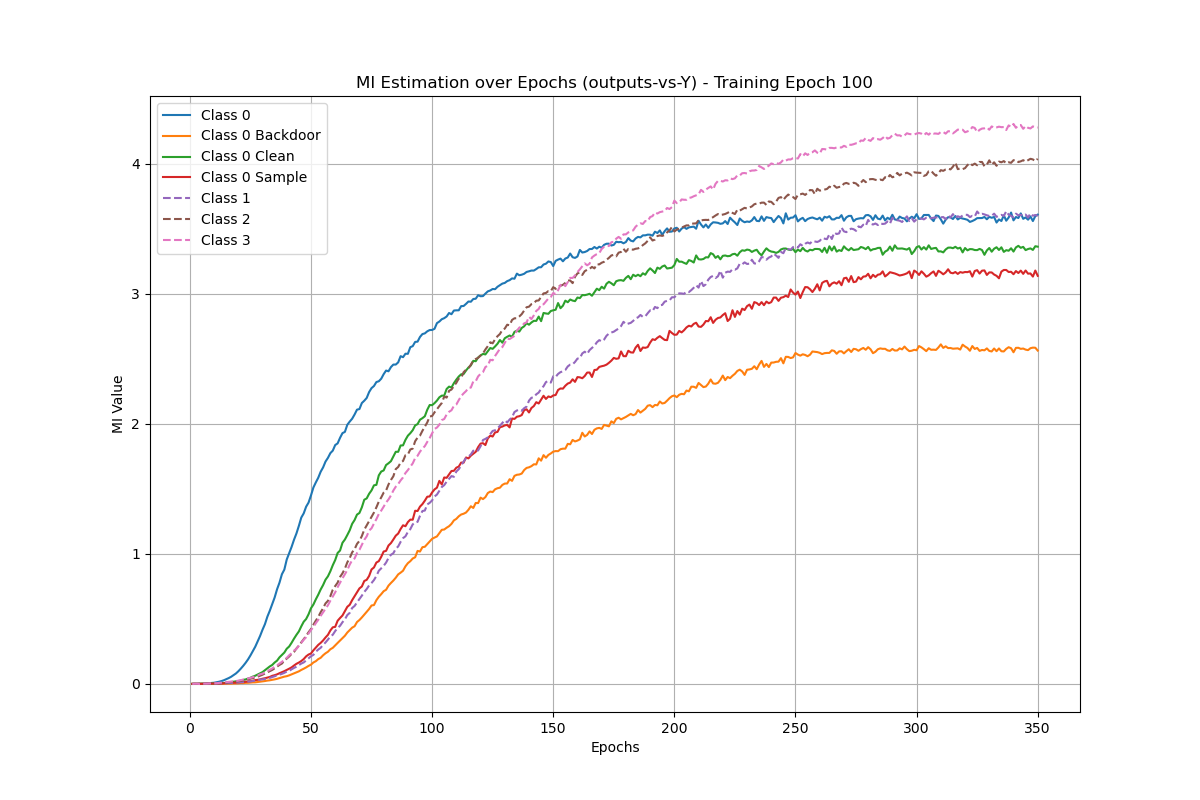 MI Estimation over Epochs (outputs-vs-Y) - Training Epoch 100
Class 0
Class 0 Backdoor
Class 0 Clean
Class 0 Sample
Class 1
Class 2
Class 3
4
3
2
1
0
MI Value
0 50 100 150 200 250 300 350
Epochs